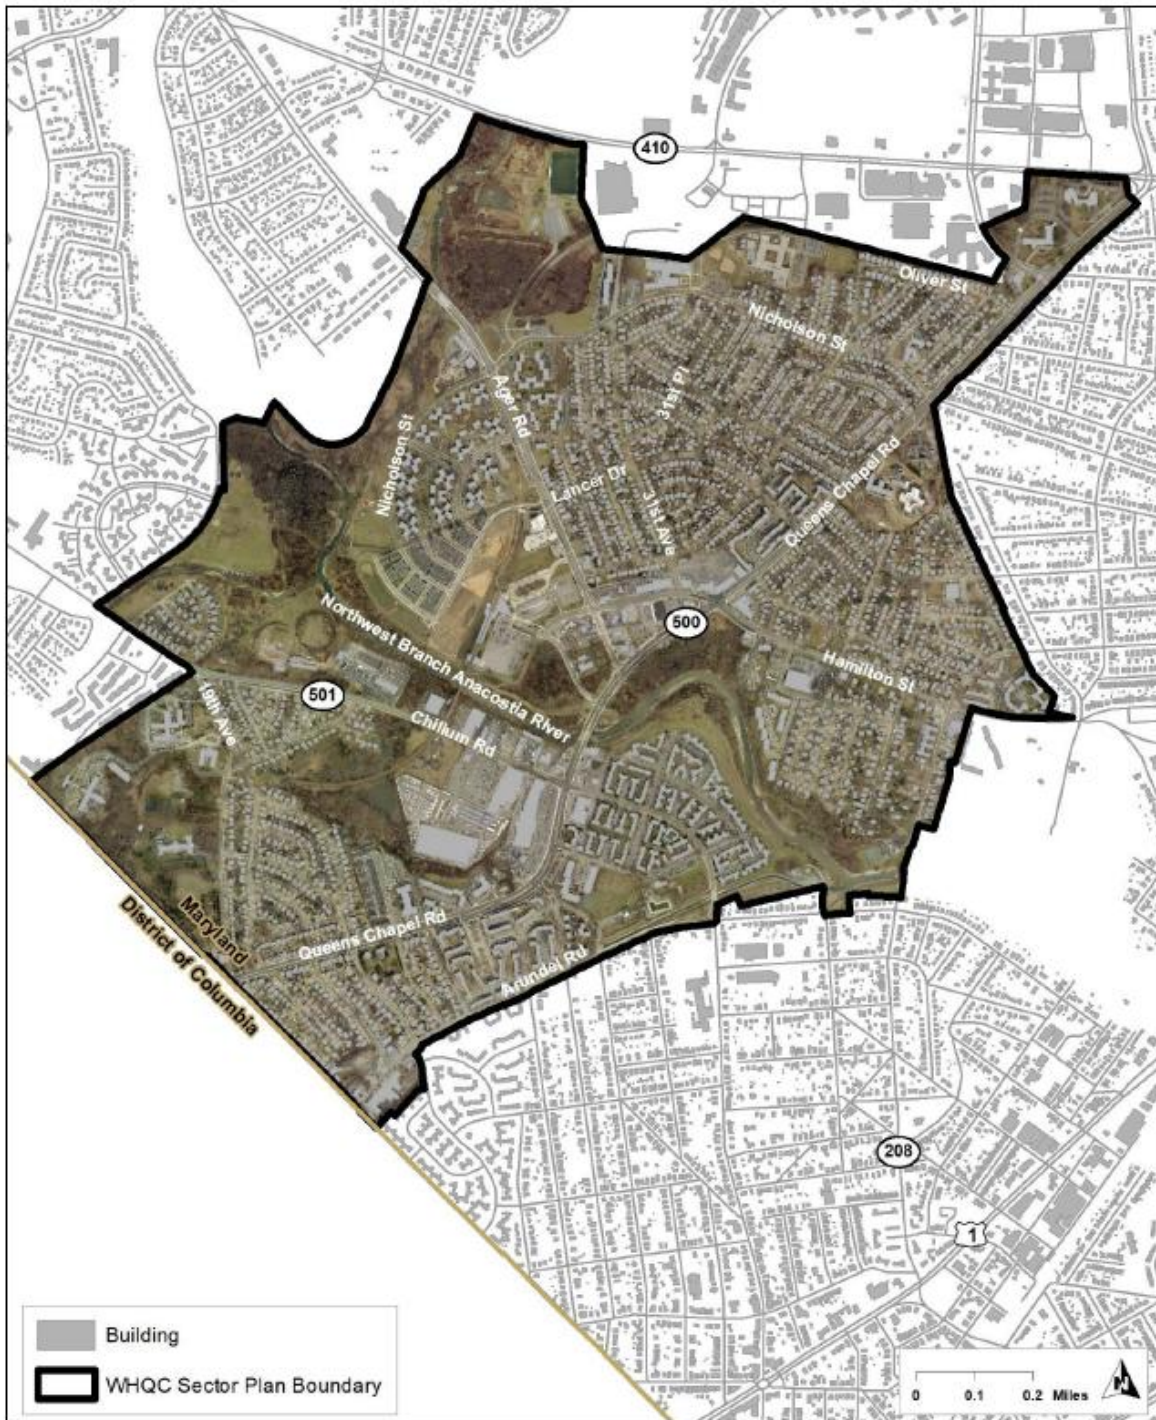 410
Oliver St
Nicholson St
31st Pl
Ager Rd
Nicholson St
Queens Chapel Rd
Lancer Dr
31st Ave
Northwest Branch Anacostia River
500
Hamilton St
501
19th Ave
Chillum Rd
Maryland
District of Columbia
Queens Chapel Rd
Arundel Rd
208
1
Building
WHQC Sector Plan Boundary
0 0.1 0.2 Miles
N